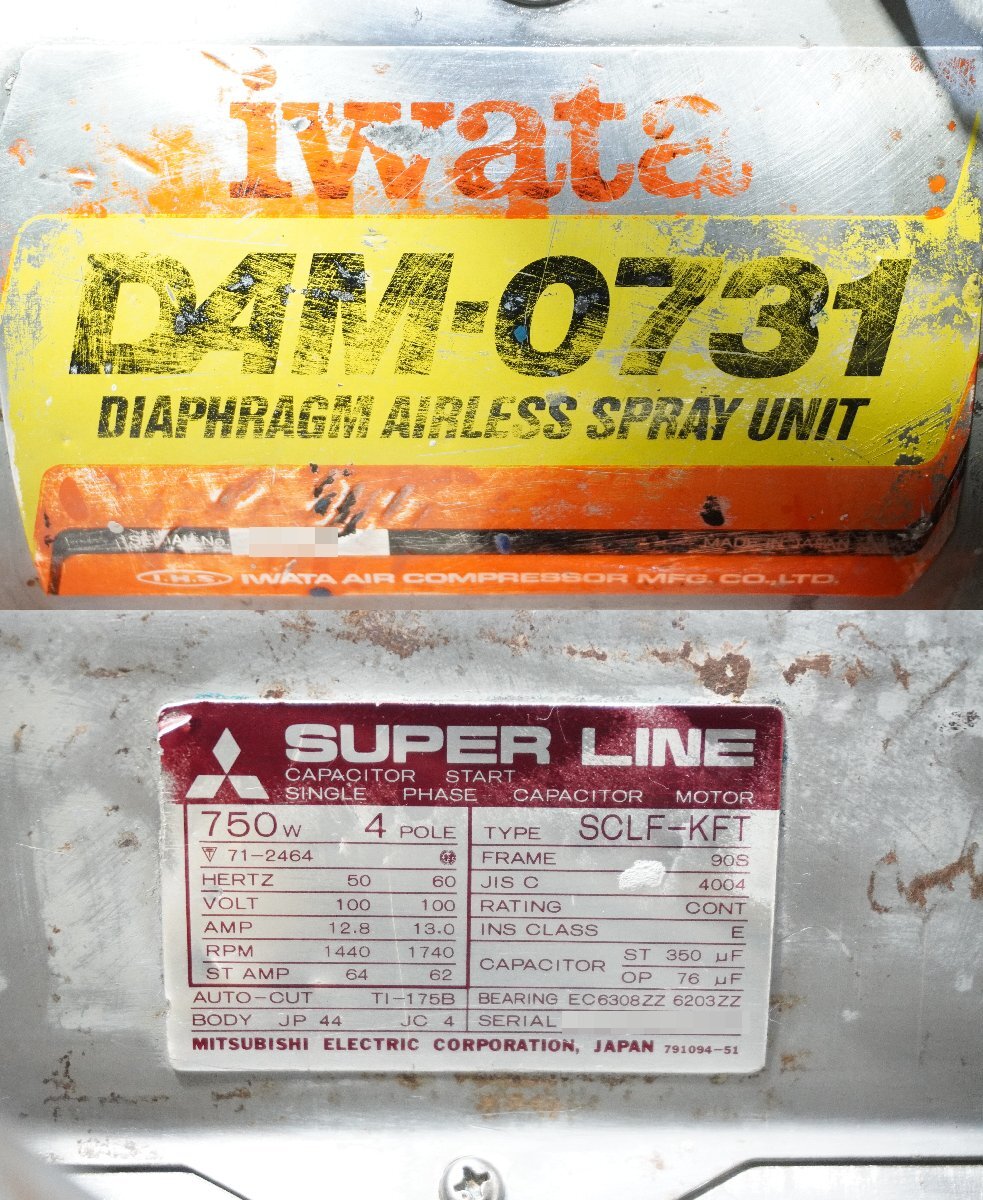 iwata
DAM-0731
DIAPHRAGM AIRLESS SPRAY UNIT
SERIAL No. MADE IN JAPAN
I.H.S IWATA AIR COMPRESSOR MFG. CO.,LTD.
SUPER LINE
CAPACITOR START
SINGLE PHASE CAPACITOR MOTOR
750 W 4 POLE TYPE SCLF-KFT
71-2464 FRAME 90S
HERTZ 50 60 JIS C 4004
VOLT 100 100 RATING CONT
AMP 12.8 13.0 INS CLASS E
RPM 1440 1740 CAPACITOR ST 350 µF
ST AMP 64 62 OP 76 µF
AUTO-CUT TI-175B BEARING EC6308ZZ 6203ZZ
BODY JP 44 JC 4 SERIAL
MITSUBISHI ELECTRIC CORPORATION, JAPAN 791094-51